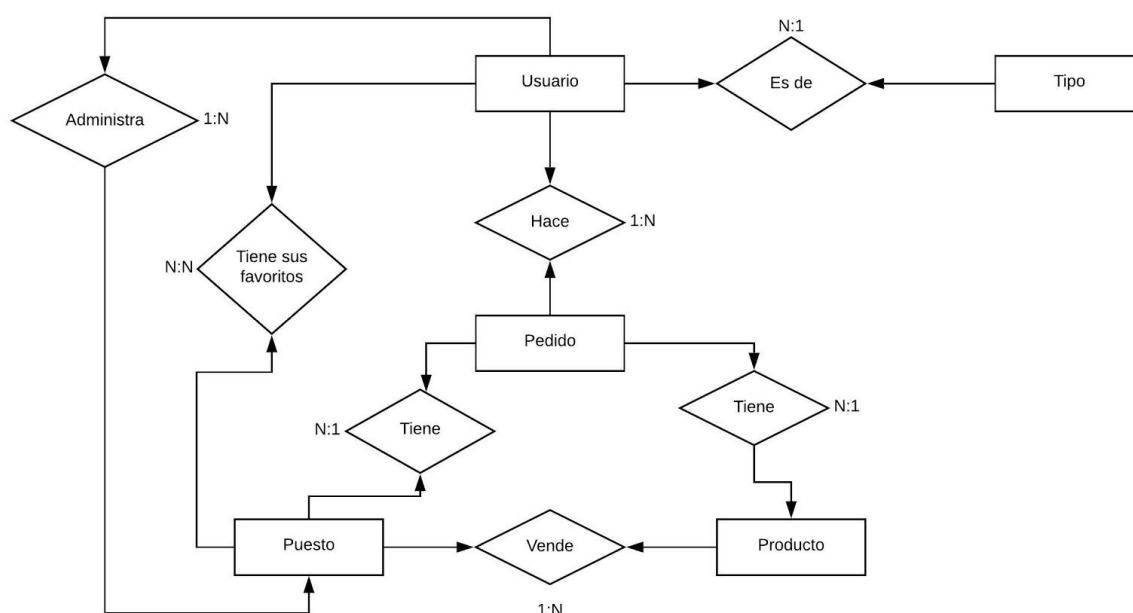 N:1
Usuario
Es de
Tipo
Administra
1:N
Hace
1:N
Tiene sus
favoritos
N:N
Pedido
Tiene
N:1
Tiene
N:1
Puesto
Vende
Producto
1:N